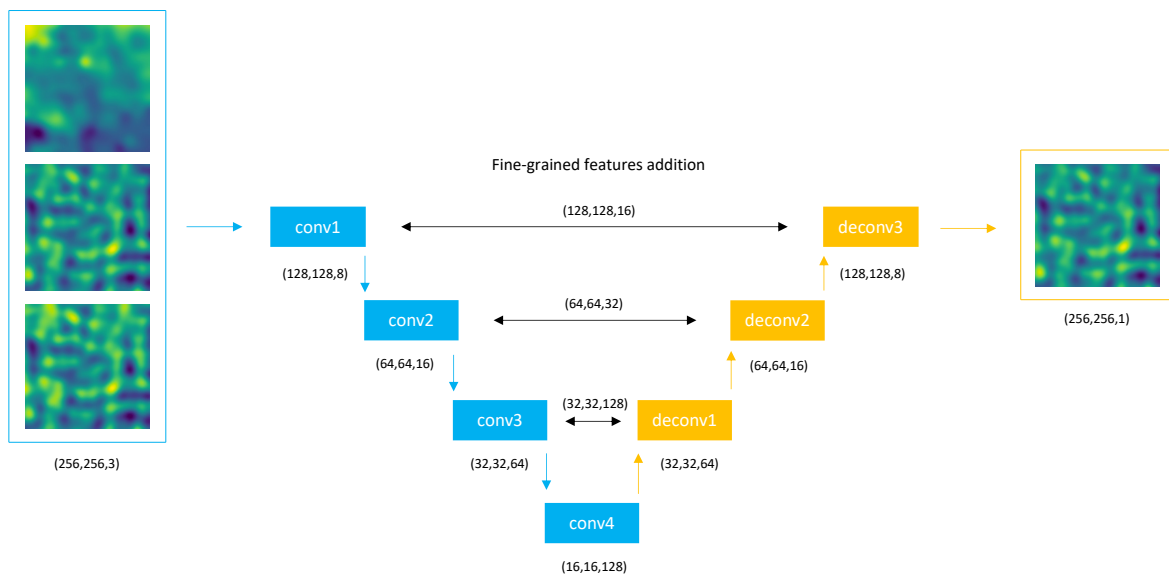 Fine-grained features addition
(128,128,16)
conv1
deconv3
(128,128,8)
(128,128,8)
(64,64,32)
conv2
deconv2
(256,256,1)
(64,64,16)
(64,64,16)
(32,32,128)
conv3
deconv1
(256,256,3)
(32,32,64)
(32,32,64)
conv4
(16,16,128)